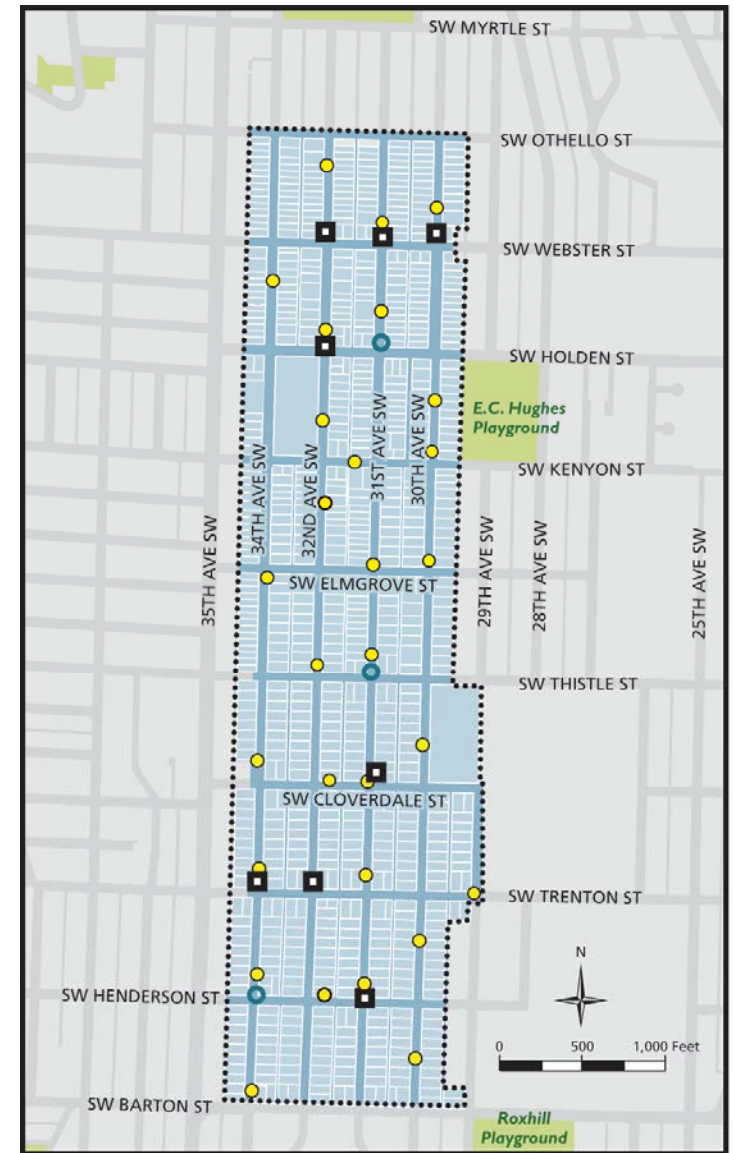 SW MYRTLE ST
SW OTHELLO ST
SW WEBSTER ST
SW HOLDEN ST
E.C. Hughes
Playground
34TH AVE SW
32ND AVE SW
31ST AVE SW
30TH AVE SW
SW KENYON ST
35TH AVE SW
SW ELMGROVE ST
29TH AVE SW
28TH AVE SW
25TH AVE SW
SW THISTLE ST
SW CLOVERDALE ST
SW TRENTON ST
N
SW HENDERSON ST
0 500 1,000 Feet
SW BARTON ST
Roxhill
Playground